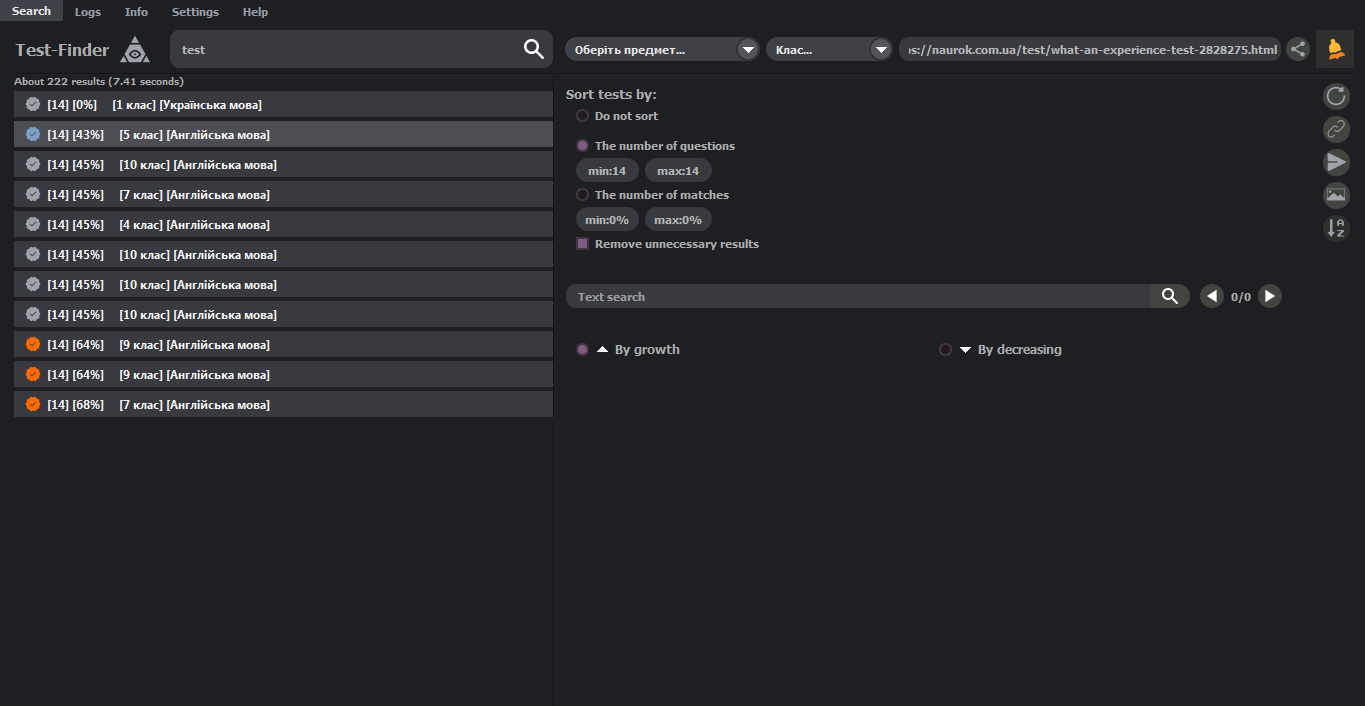 Search Logs Info Settings Help
Test-Finder
test
Оберіть предмет...
Клас...
s://naurok.com.ua/test/what-an-experience-test-2828275.html
About 222 results (7.41 seconds)
[14] [0%] [1 клас] [Українська мова]
[14] [43%] [5 клас] [Англійська мова]
[14] [45%] [10 клас] [Англійська мова]
[14] [45%] [7 клас] [Англійська мова]
[14] [45%] [4 клас] [Англійська мова]
[14] [45%] [10 клас] [Англійська мова]
[14] [45%] [10 клас] [Англійська мова]
[14] [45%] [10 клас] [Англійська мова]
[14] [64%] [9 клас] [Англійська мова]
[14] [64%] [9 клас] [Англійська мова]
[14] [68%] [7 клас] [Англійська мова]
Sort tests by:
Do not sort
The number of questions
min:14 max:14
The number of matches
min:0% max:0%
Remove unnecessary results
Text search
0/0
By growth
By decreasing
A
Z